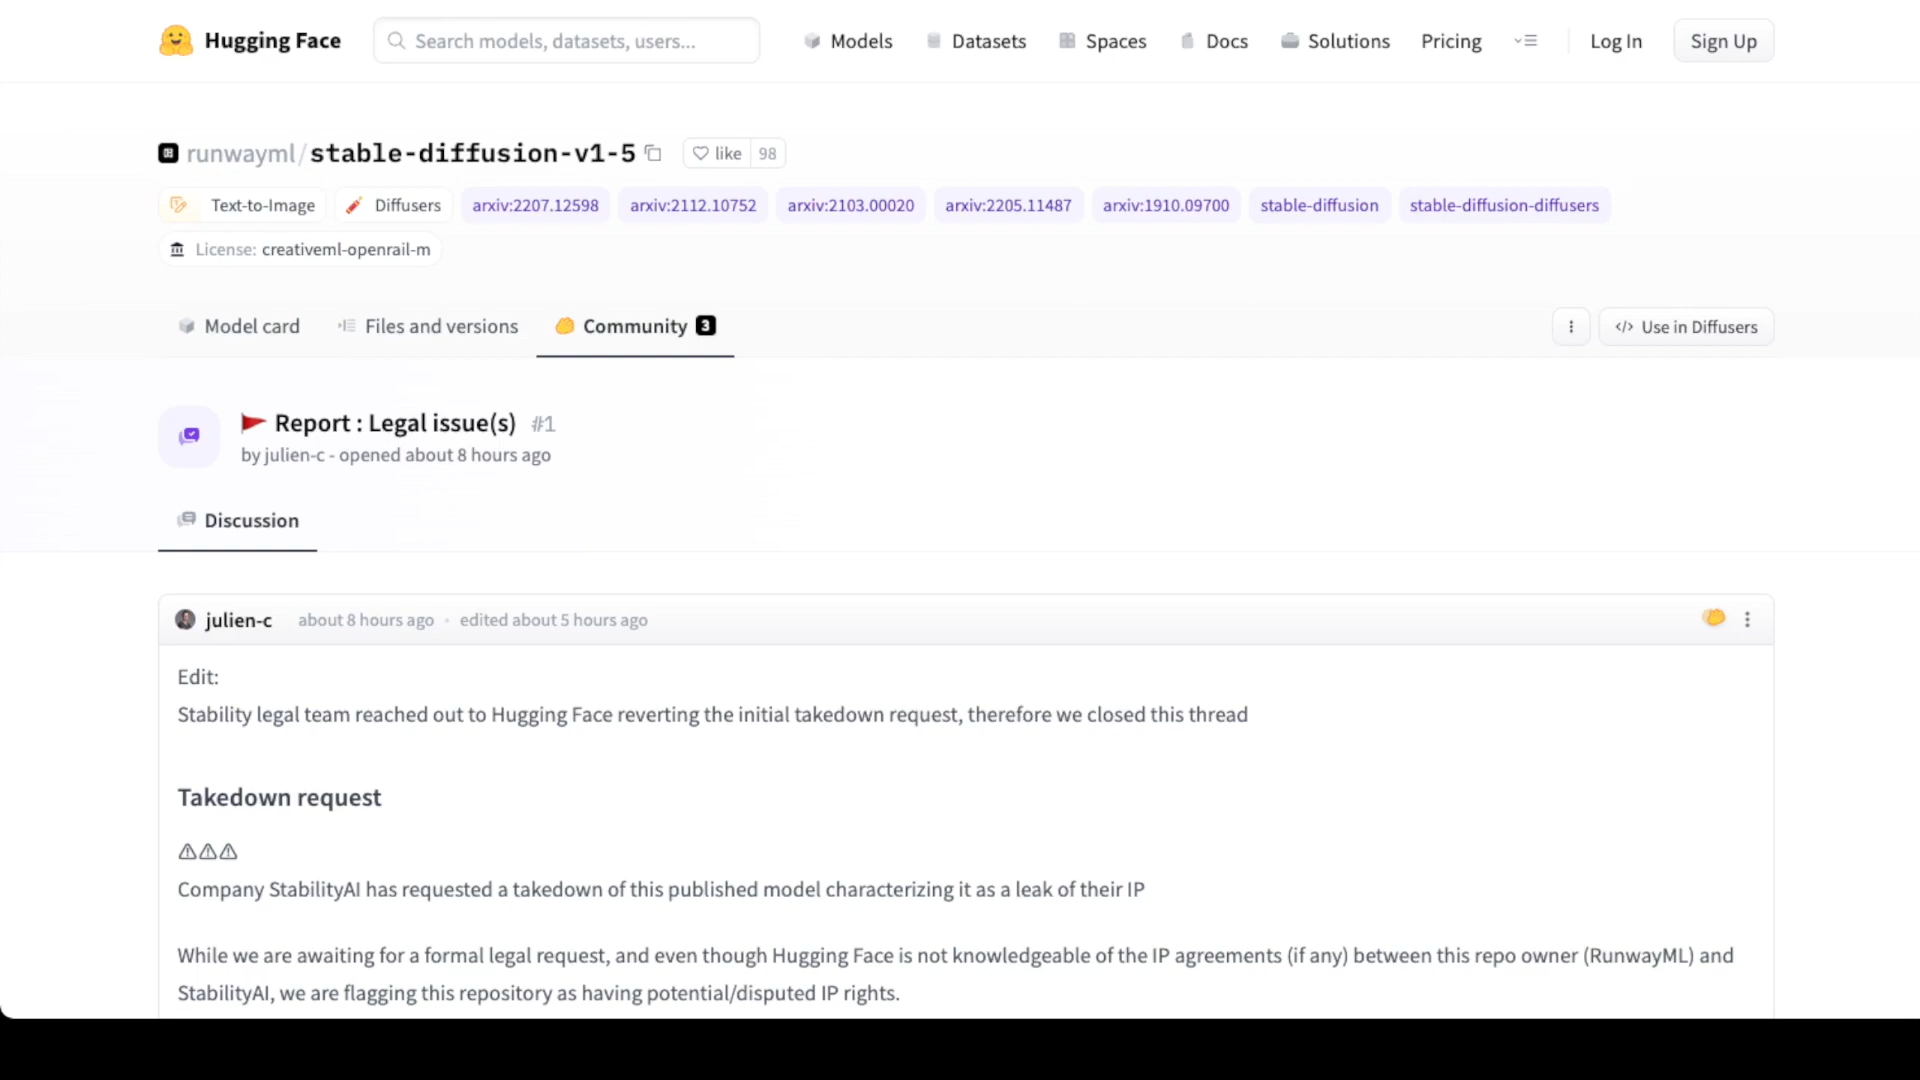 Hugging Face Search models, datasets, users... Models Datasets Spaces Docs Solutions Pricing Log In Sign Up
runwayml/stable-diffusion-v1-5 like 98
Text-to-Image Diffusers arxiv:2207.12598 arxiv:2112.10752 arxiv:2103.00020 arxiv:2205.11487 arxiv:1910.09700 stable-diffusion stable-diffusion-diffusers
License: creativeml-openrail-m
Model card Files and versions Community 3 </> Use in Diffusers
🚩 Report : Legal issue(s) #1
by julien-c - opened about 8 hours ago
Discussion
julien-c about 8 hours ago • edited about 5 hours ago
Edit:
Stability legal team reached out to Hugging Face reverting the initial takedown request, therefore we closed this thread
Takedown request
⚠⚠⚠
Company StabilityAI has requested a takedown of this published model characterizing it as a leak of their IP
While we are awaiting for a formal legal request, and even though Hugging Face is not knowledgeable of the IP agreements (if any) between this repo owner (RunwayML) and
StabilityAI, we are flagging this repository as having potential/disputed IP rights.